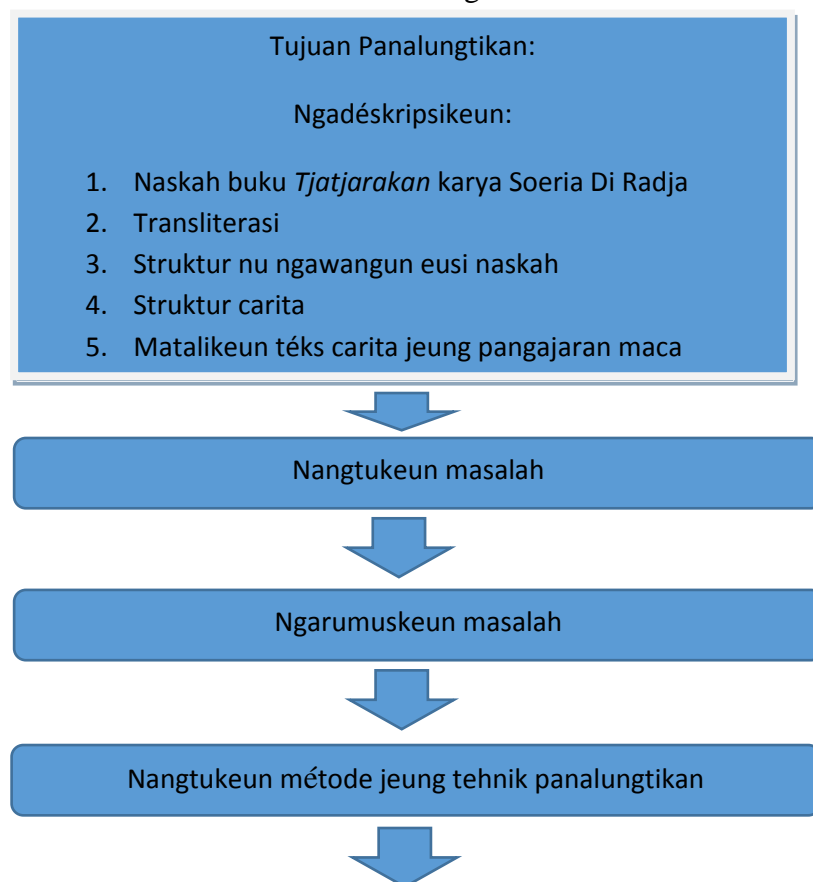 Tujuan Panalungtikan:
Ngadéskripsikeun:
1. Naskah buku Tjatjarakan karya Soeria Di Radja
2. Transliterasi
3. Struktur nu ngawangun eusi naskah
4. Struktur carita
5. Matalikeun téks carita jeung pangajaran maca
Nangtukeun masalah
Ngarumuskeun masalah
Nangtukeun métode jeung tehnik panalungtikan